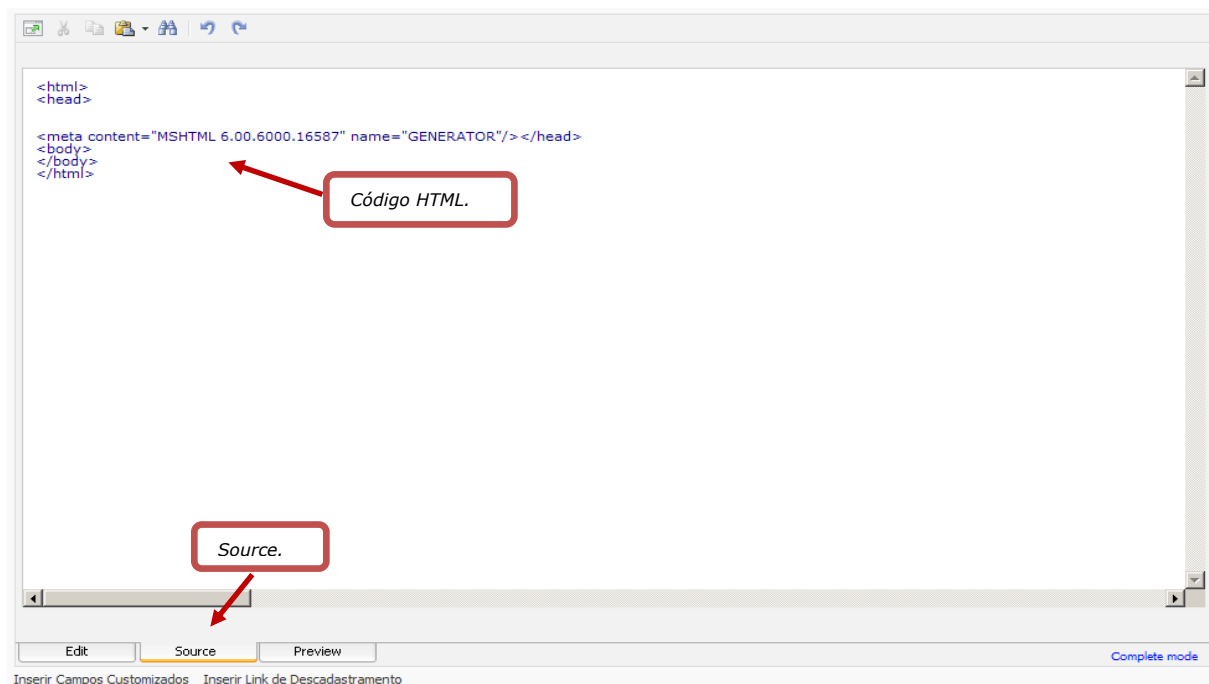 <html>
<head>
<meta content="MSHTML 6.00.6000.16587" name="GENERATOR"/></head>
<body>
</body>
</html>
Código HTML.
Source.
Edit Source Preview
Complete mode
Inserir Campos Customizados Inserir Link de Descadastramento